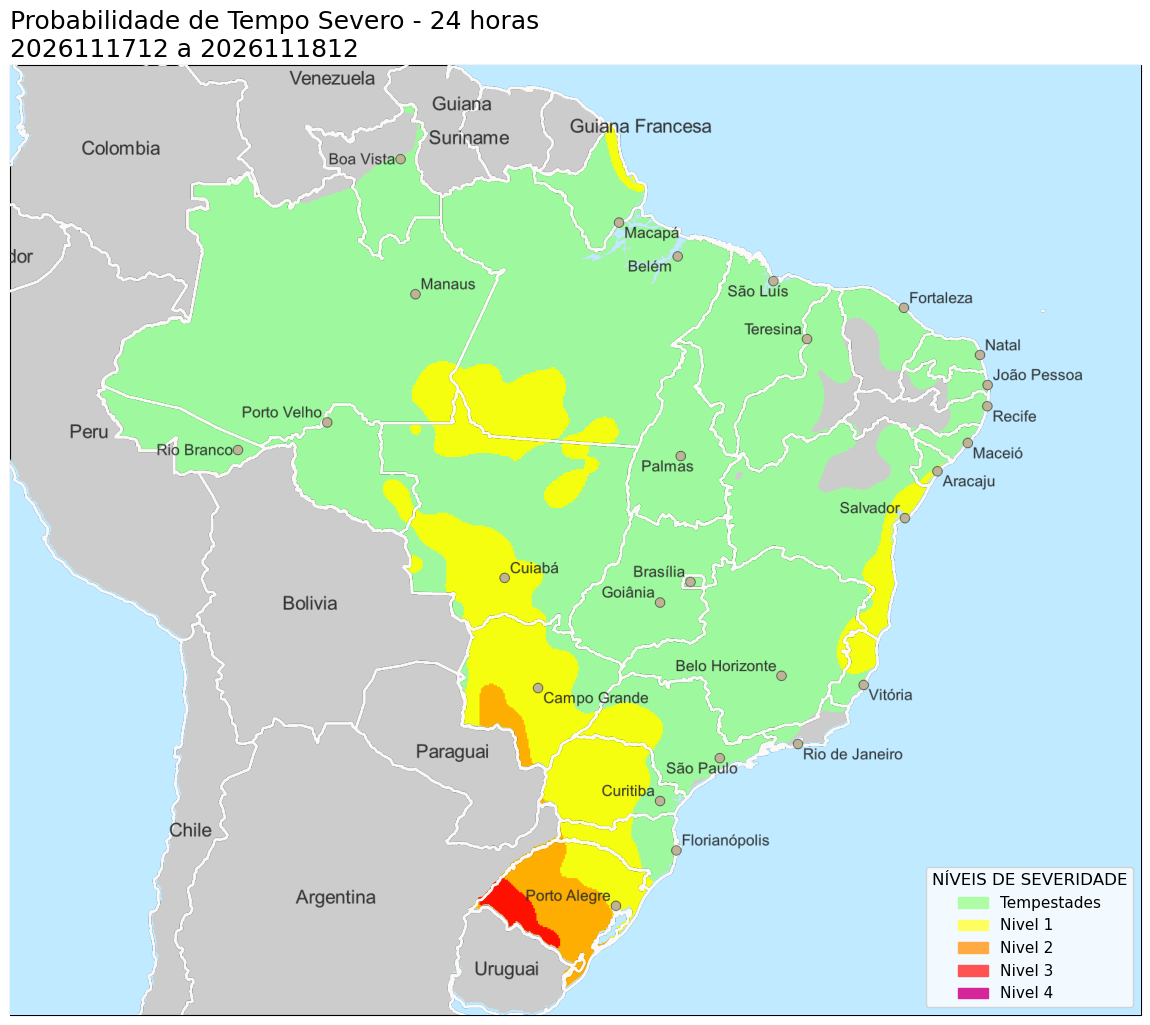 Probabilidade de Tempo Severo - 24 horas
2026111712 a 2026111812
Venezuela
Guiana
Guiana Francesa
Suriname
Colombia
Boa Vista
Macapá
dor
Belém
Manaus
São Luís
Fortaleza
Teresina
Natal
João Pessoa
Porto Velho
Recife
Peru
Rio Branco
Maceió
Palmas
Aracaju
Salvador
Cuiabá
Brasília
Goiânia
Bolivia
Belo Horizonte
Campo Grande
Vitória
Paraguai
Rio de Janeiro
São Paulo
Curitiba
Chile
Florianópolis
Argentina
Porto Alegre
Uruguai
NÍVEIS DE SEVERIDADE
Tempestades
Nivel 1
Nivel 2
Nivel 3
Nivel 4